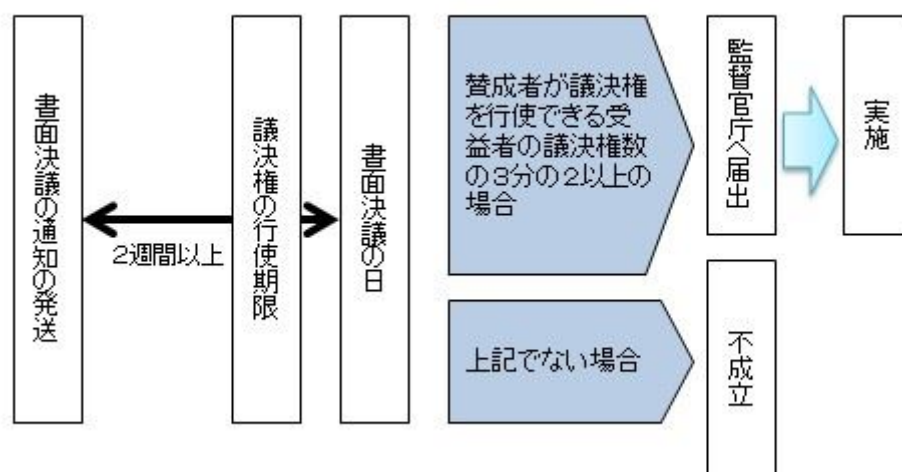 書面決議の通知の発送
2週間以上
議決権の行使期限
書面決議の日
賛成者が議決権
を行使できる受
益者の議決権数
の3分の2以上の
場合
監督官庁へ届出
実施
上記でない場合
不成立